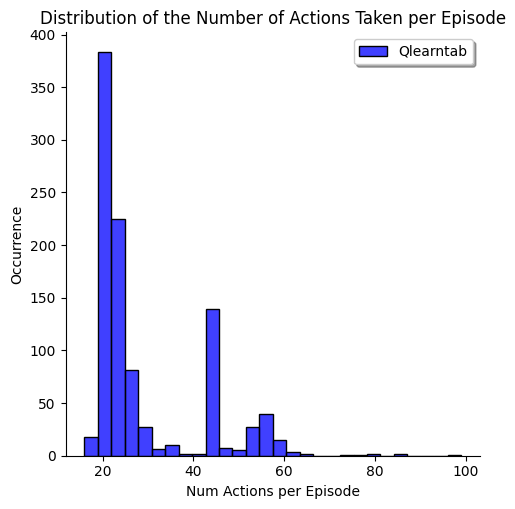 Distribution of the Number of Actions Taken per Episode
Qlearntab
400
350
300
250
200
150
100
50
0
Occurrence
20 40 60 80 100
Num Actions per Episode